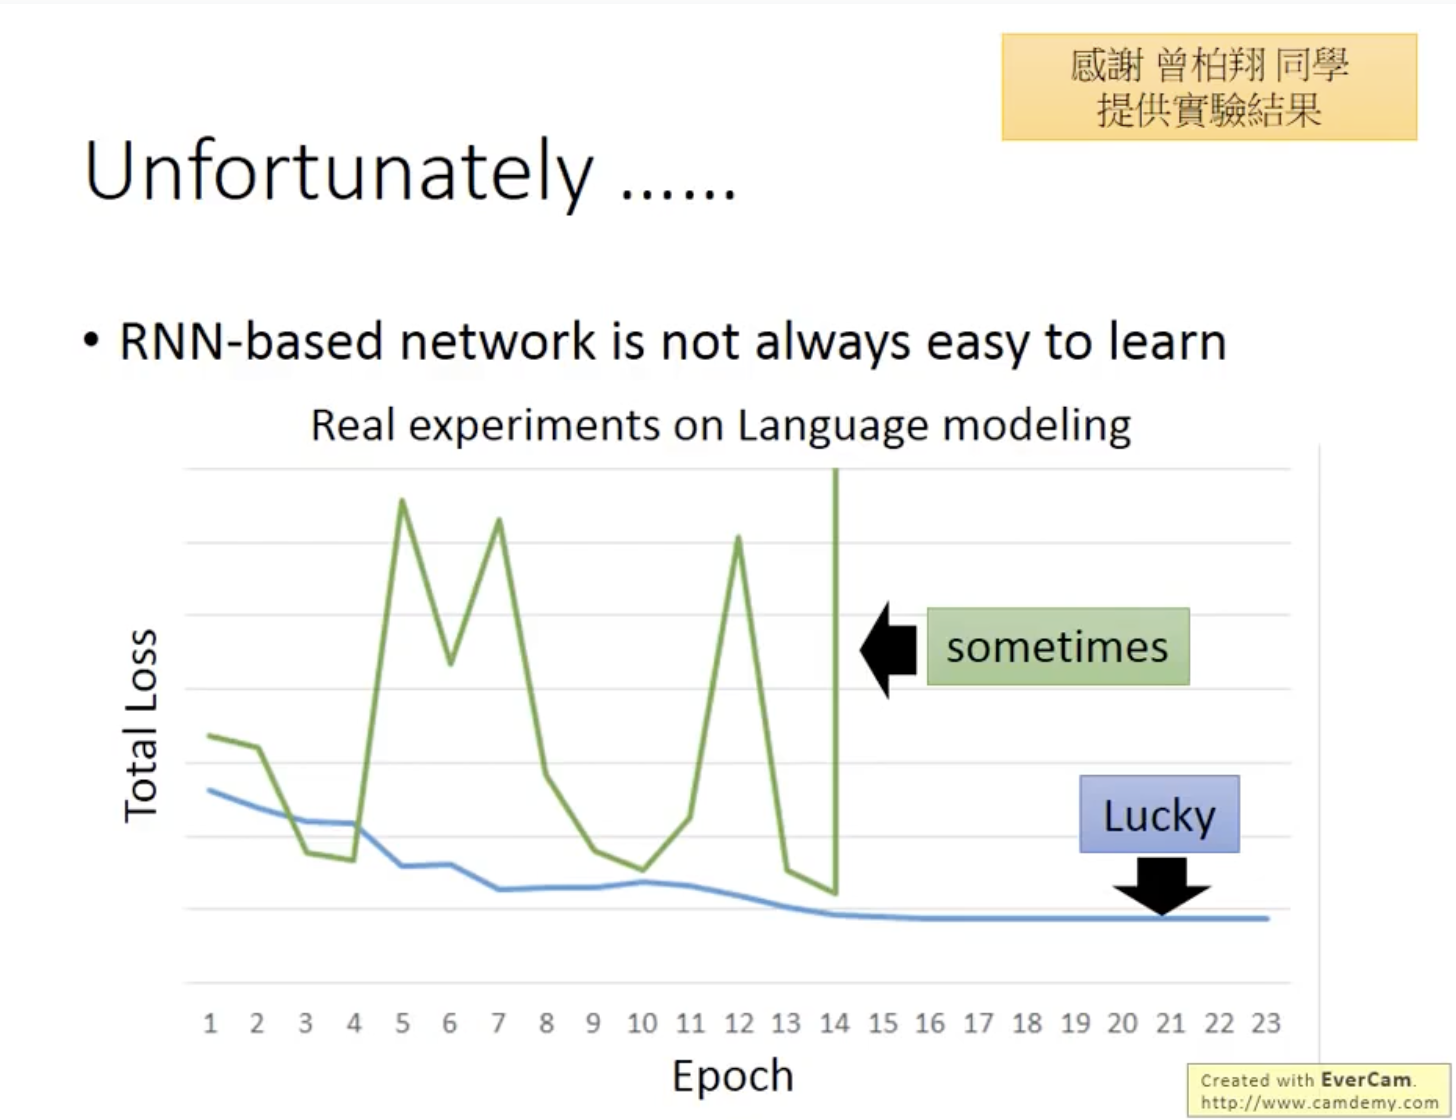 感謝 曾柏翔 同學
提供實驗結果
Unfortunately ……
• RNN-based network is not always easy to learn
Real experiments on Language modeling
Total Loss
sometimes
Lucky
1 2 3 4 5 6 7 8 9 10 11 12 13 14 15 16 17 18 19 20 21 22 23
Epoch
Created with EverCam.
http://www.camdemy.com